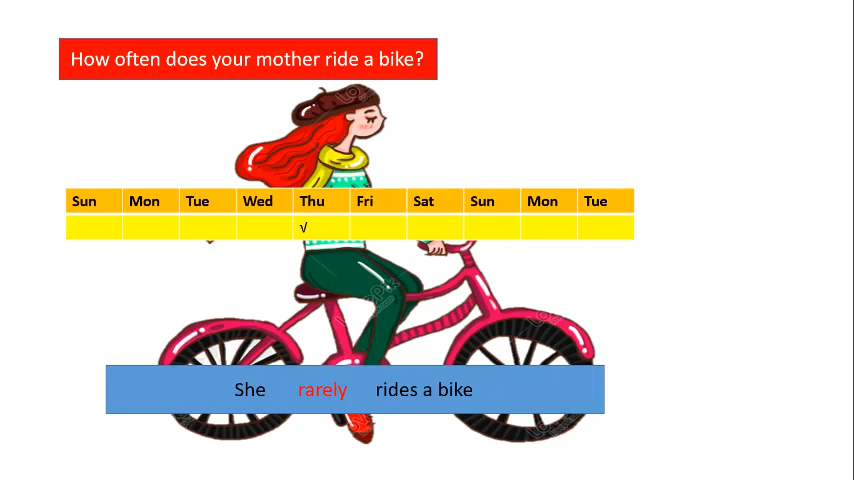 How often does your mother ride a bike?
Sun Mon Tue Wed Thu Fri Sat Sun Mon Tue
√
She rarely rides a bike